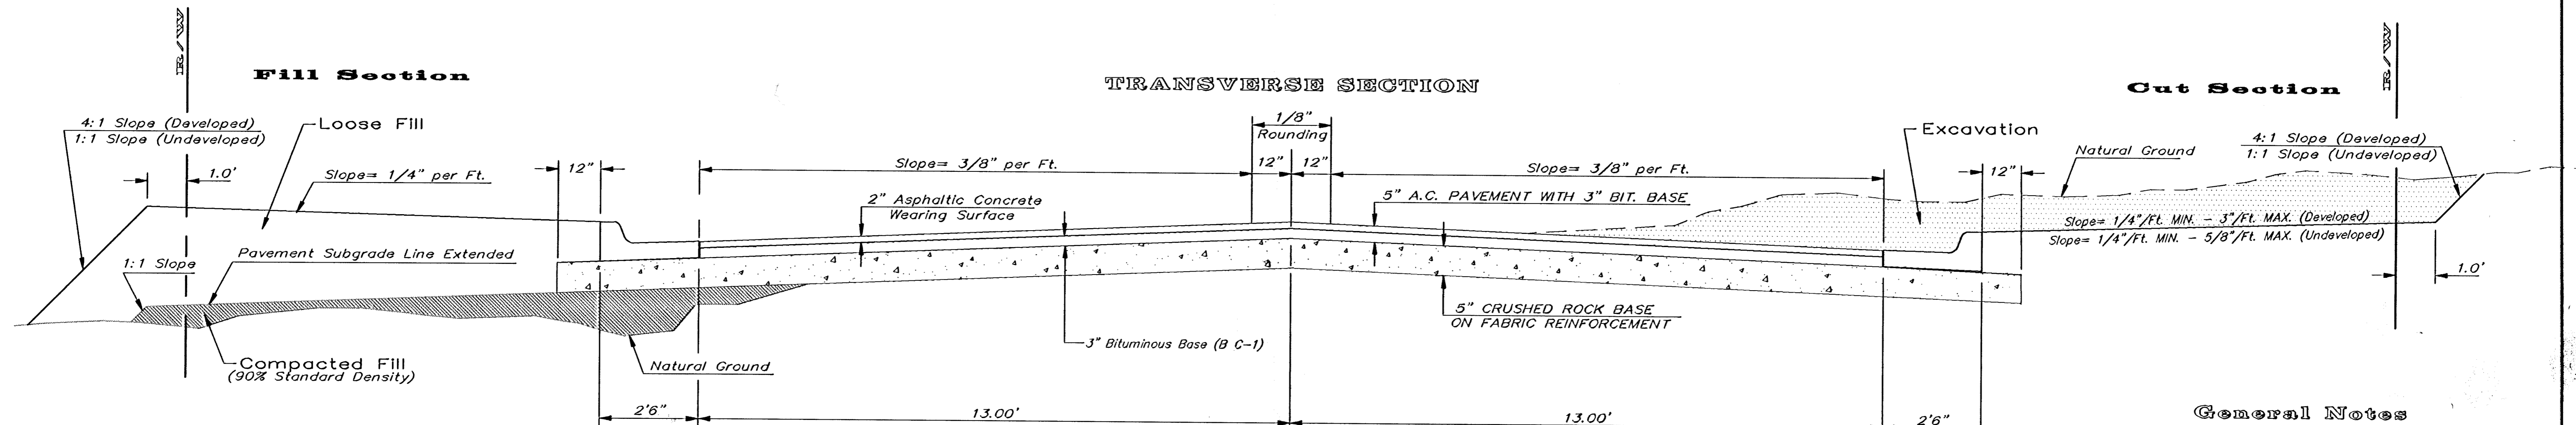 R/W
Fill Section
TRANSVERSE SECTION
Cut Section
R/W
4:1 Slope (Developed)
1:1 Slope (Undeveloped)
Loose Fill
1.0'
Slope= 1/4" per Ft.
12"
Slope= 3/8" per Ft.
1/8"
Rounding
12"
12"
Slope= 3/8" per Ft.
Excavation
Natural Ground
4:1 Slope (Developed)
1:1 Slope (Undeveloped)
12"
2" Asphaltic Concrete
Wearing Surface
5" A.C. PAVEMENT WITH 3" BIT. BASE
Slope= 1/4"/Ft. MIN. - 3"/Ft. MAX. (Developed)
Slope= 1/4"/Ft. MIN. - 5/8"/Ft. MAX. (Undeveloped)
1.0'
1:1 Slope
Pavement Subgrade Line Extended
5" CRUSHED ROCK BASE
ON FABRIC REINFORCEMENT
3" Bituminous Base (B C-1)
Compacted Fill
(90% Standard Density)
Natural Ground
2'6"
13.00'
13.00'
2'6"
General Notes